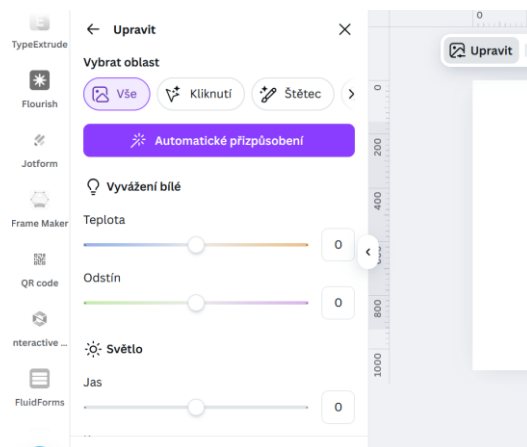 TypeExtrude
Flourish
Jotform
Frame Maker
QR code
nteractive ...
FluidForms
Upravit
Vybrat oblast
Vše
Kliknutí
Štětec
Automatické přizpůsobení
Vyvážení bílé
Teplota
0
Odstín
0
Světlo
Jas
0
0
Upravit
0
200
400
800
1000